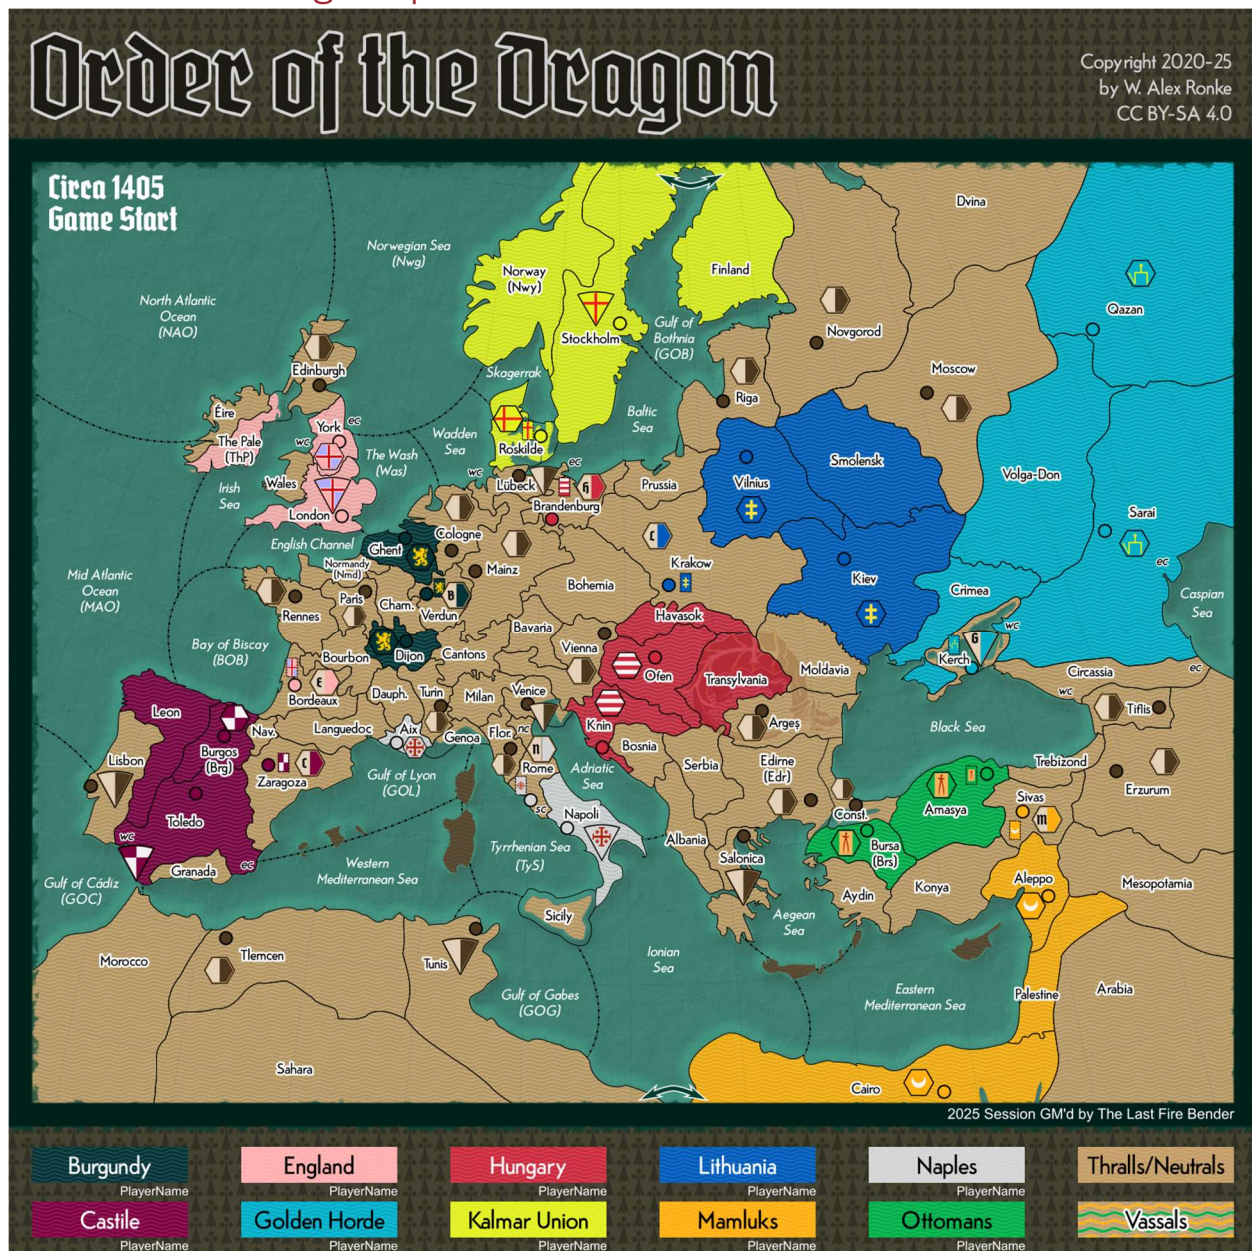 Order of the Dragon
Copyright 2020-25
by W. Alex Ronke
CC BY-SA 4.0
Circa 1405
Game Start
Dvina
Norwegian Sea
(Nwg)
Norway
(Nwy)
Finland
North Atlantic
Ocean
(NAO)
Qazan
Stockholm
Gulf of
Bothnia
(GOB)
Novgorod
Edinburgh
Skagerrak
Moscow
Riga
Éire
The Pale
(ThP)
York
ec
wc
The Wash
(Was)
Wadden
Sea
Roskilde
Baltic
Sea
Smolensk
Volga-Don
Irish
Sea
Wales
London
wc
ec
Lübeck
Brandenburg
Prussia
Vilnius
Sarai
ec
English Channel
Ghent
Cologne
Krakow
Kiev
Crimea
Caspian
Sea
Mid Atlantic
Ocean
(MAO)
Normandy
(Nmd)
Mainz
Bohemia
Rennes
Paris
Cham.
Verdun
Havasok
wc
Bay of Biscay
(BOB)
Bourbon
Dijon
Cantons
Bavaria
Vienna
Ofen
Transylvania
Moldavia
Kerch
Circassia
ec
wc
Bordeaux
Dauph.
Turin
Milan
Venice
Leon
Burgos
(Brg)
Nav.
Languedoc
Aix
Genoa
Flor.
nc
Knin
Bosnia
Argeş
Black Sea
Tiflis
Lisbon
Zaragoza
Gulf of Lyon
(GOL)
Rome
sc
Adriatic
Sea
Serbia
Edirne
(Edr)
Trebizond
Erzurum
Toledo
Napoli
Const.
Amasya
Sivas
wc
ec
Granada
Western
Mediterranean Sea
Tyrrhenian Sea
(TyS)
Albania
Salonica
Bursa
(Brs)
Gulf of Cádiz
(GOC)
Aydin
Konya
Aleppo
Mesopotamia
Sicily
Aegean
Sea
Morocco
Tlemcen
Tunis
Ionian
Sea
Gulf of Gabes
(GOG)
Eastern
Mediterranean Sea
Palestine
Arabia
Sahara
Cairo
2025 Session GM'd by The Last Fire Bender
Burgundy
England
Hungary
Lithuania
Naples
Thralls/Neutrals
PlayerName
PlayerName
PlayerName
PlayerName
PlayerName
Castile
Golden Horde
Kalmar Union
Mamluks
Ottomans
Vassals
PlayerName
PlayerName
PlayerName
PlayerName
PlayerName